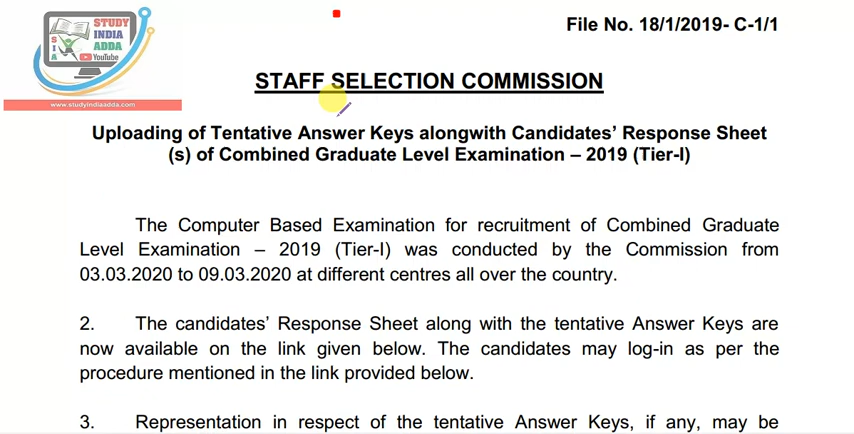 STUDY
INDIA
ADDA
SIA
YouTube
www.studyindiaadda.com
File No. 18/1/2019- C-1/1
STAFF SELECTION COMMISSION
Uploading of Tentative Answer Keys alongwith Candidates’ Response Sheet
(s) of Combined Graduate Level Examination – 2019 (Tier-I)
The Computer Based Examination for recruitment of Combined Graduate
Level Examination – 2019 (Tier-I) was conducted by the Commission from
03.03.2020 to 09.03.2020 at different centres all over the country.
2. The candidates’ Response Sheet along with the tentative Answer Keys are
now available on the link given below. The candidates may log-in as per the
procedure mentioned in the link provided below.
3. Representation in respect of the tentative Answer Keys, if any, may be